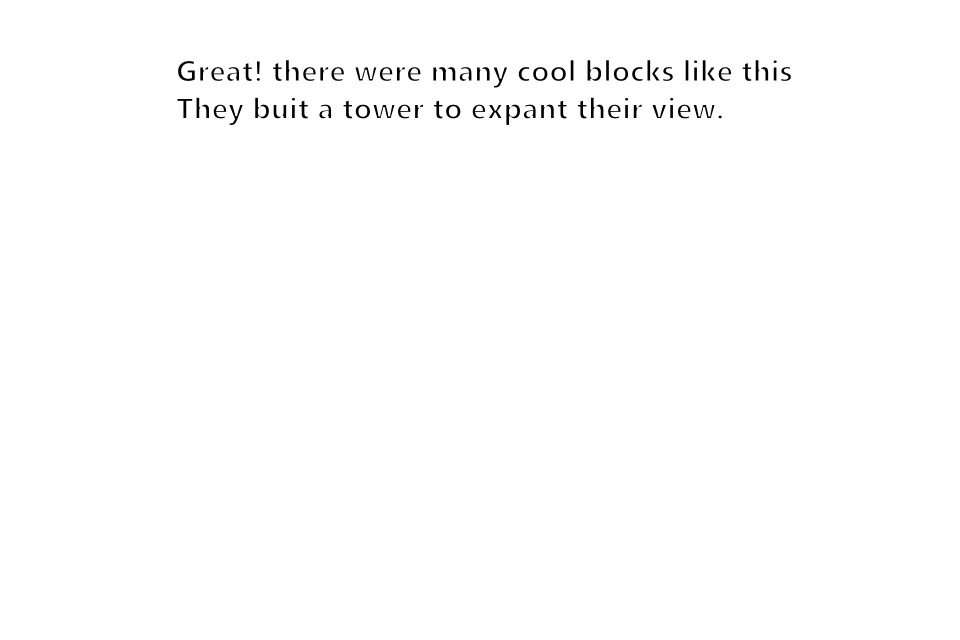 Great! there were many cool blocks like this
They buit a tower to expant their view.